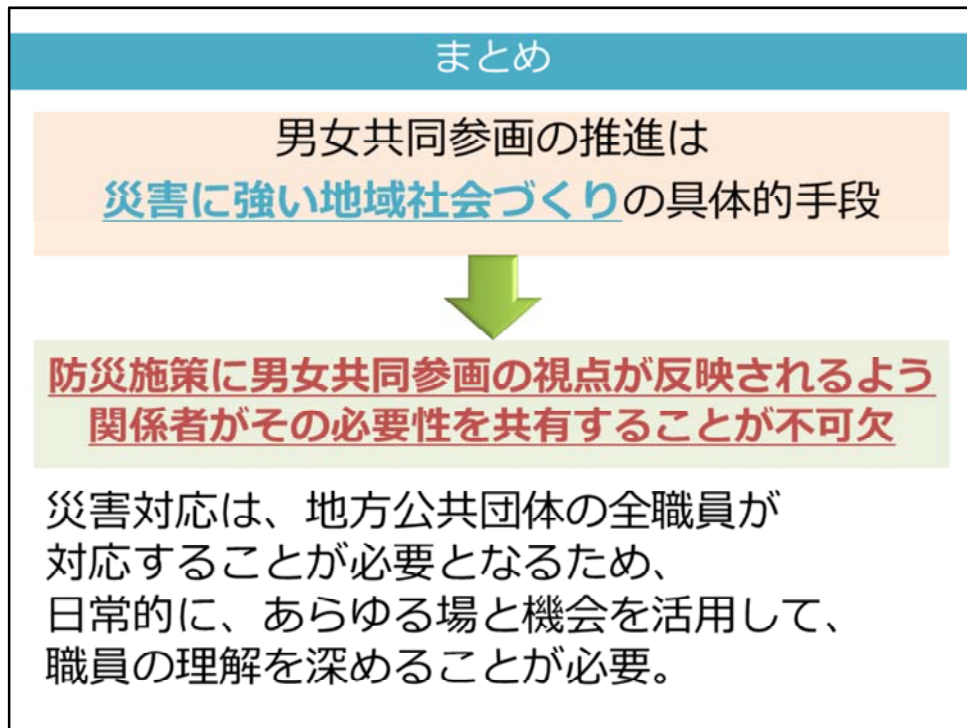 まとめ
男女共同参画の推進は
災害に強い地域社会づくりの具体的手段
防災施策に男女共同参画の視点が反映されるよう
関係者がその必要性を共有することが不可欠
災害対応は、地方公共団体の全職員が
対応することが必要となるため、
日常的に、あらゆる場と機会を活用して、
職員の理解を深めることが必要。